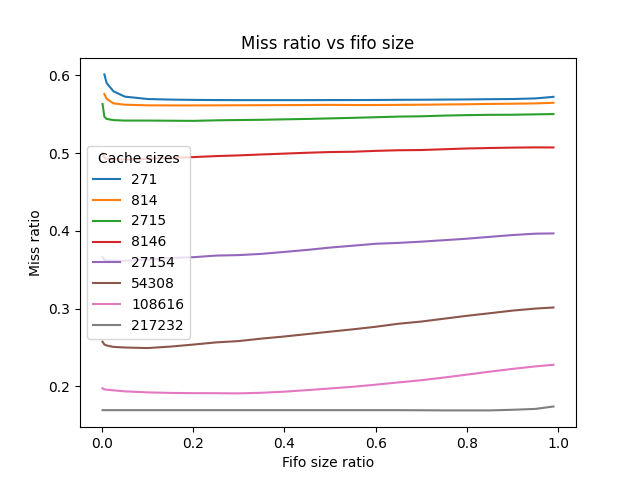 Miss ratio vs fifo size
0.6
0.5
0.4
0.3
0.2
Miss ratio
Cache sizes
271
814
2715
8146
27154
54308
108616
217232
0.0 0.2 0.4 0.6 0.8 1.0
Fifo size ratio